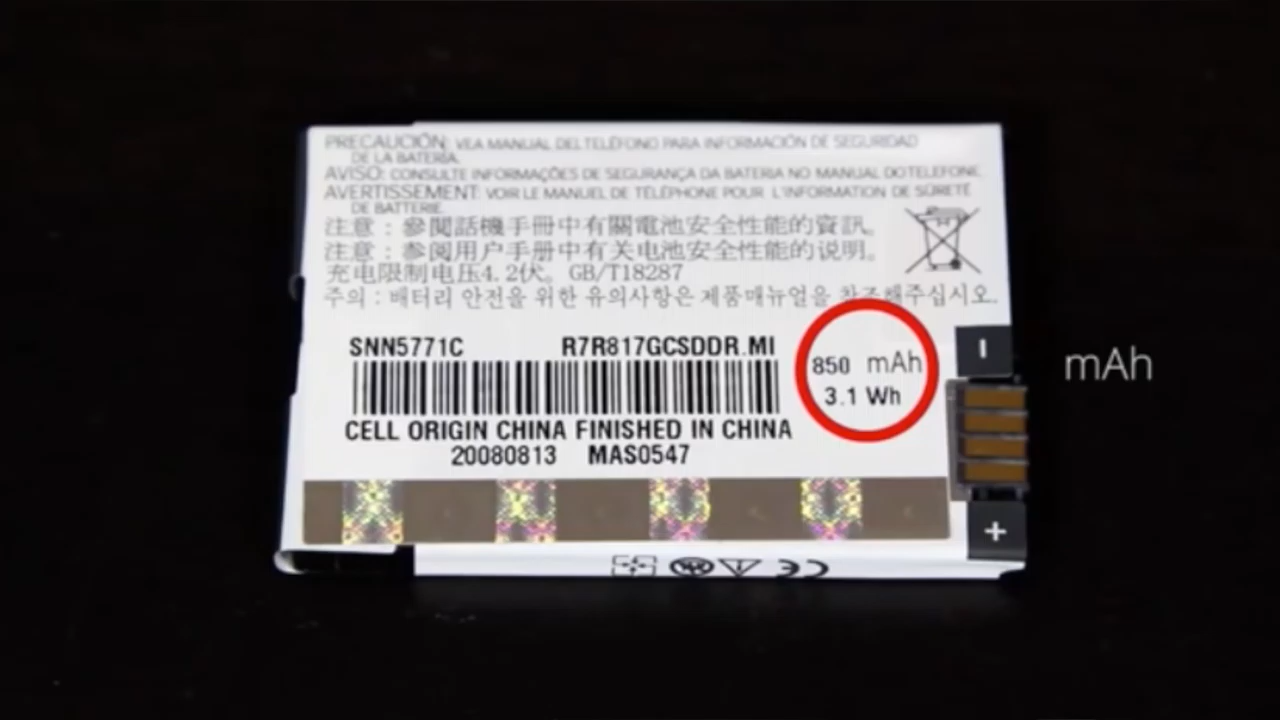 PRECAUCIÓN: VEA MANUAL DEL TELÉFONO PARA INFORMACIÓN DE SEGURIDAD
DE LA BATERÍA.
AVISO: CONSULTE INFORMAÇÕES DE SEGURANÇA DA BATERIA NO MANUAL DO TELEFONE.
AVERTISSEMENT: VOIR LE MANUEL DE TÉLÉPHONE POUR L'INFORMATION DE SÛRETÉ
DE BATTERIE.
注意：參閱話機手冊中有關電池安全性能的資訊。
注意：参阅用户手册中有关电池安全性能的说明。
充电限制电压4.2伏。GB/T18287
주의 : 배터리 안전을 위한 유의사항은 제품매뉴얼을 참조해주십시오.
SNN5771C R7R817GCSDDR.MI
850 mAh
3.1 Wh
CELL ORIGIN CHINA FINISHED IN CHINA
20080813 MAS0547
-
+
CE
mAh